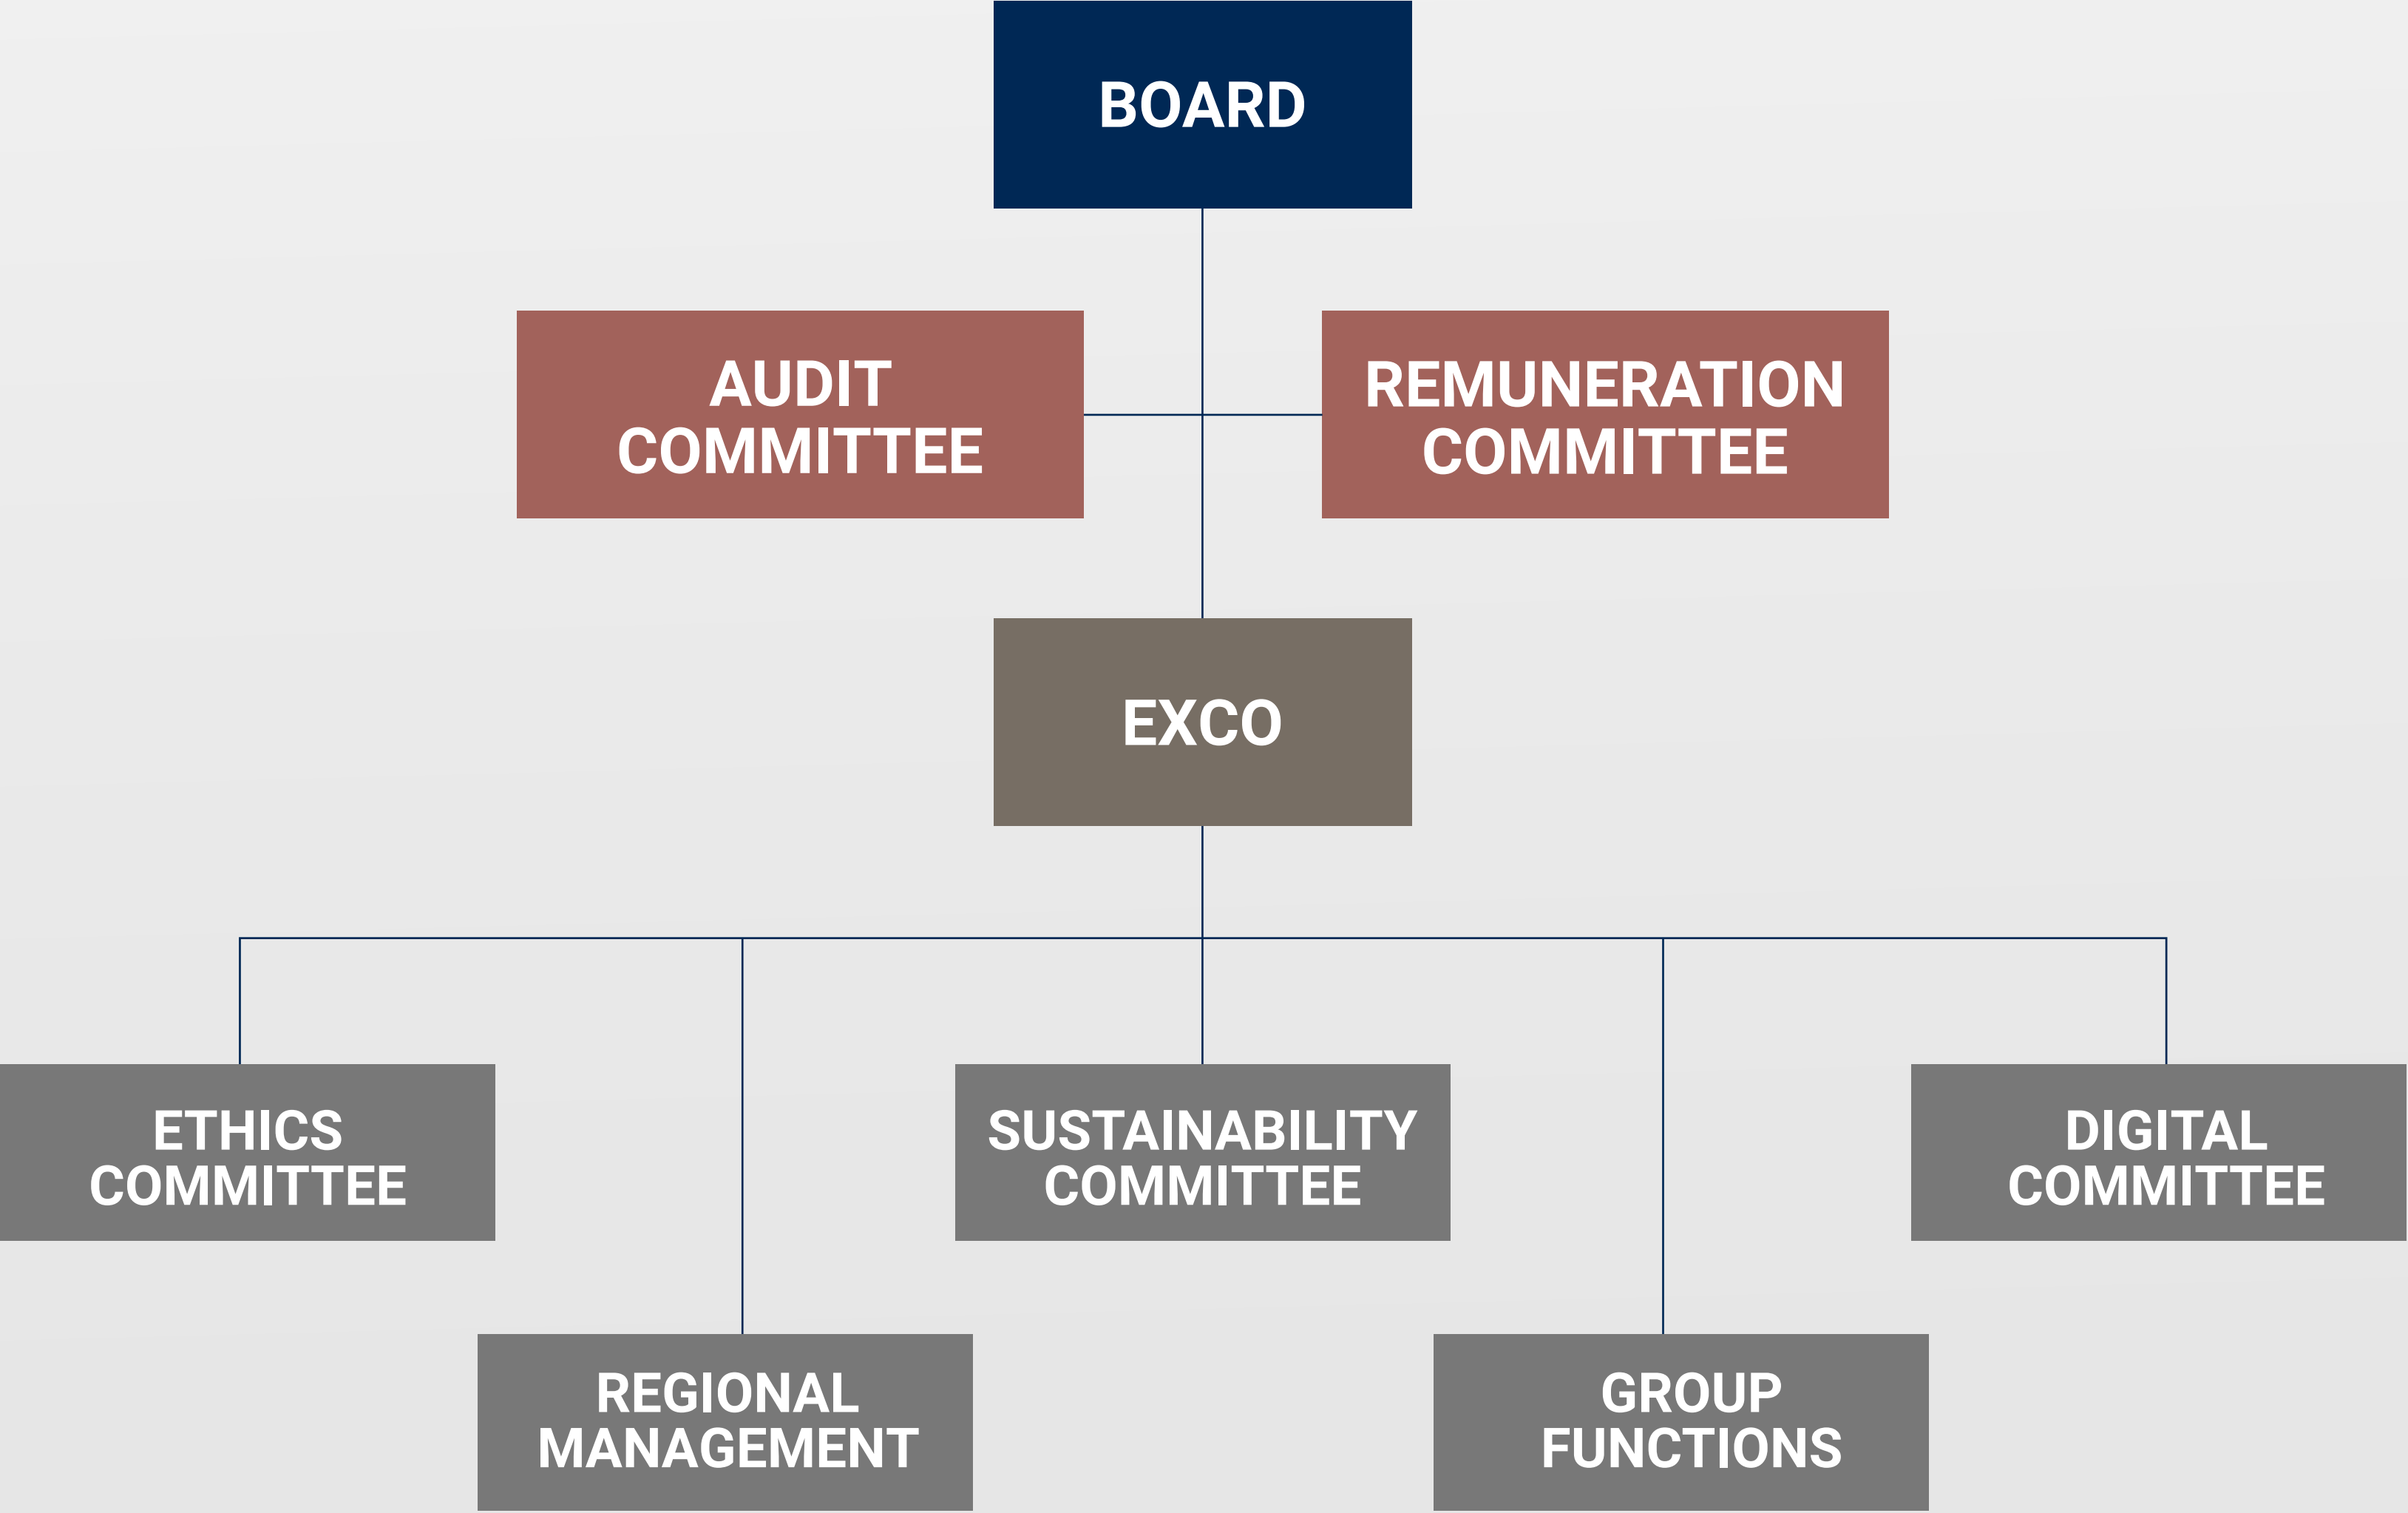 BOARD
AUDIT
COMMITTEE
REMUNERATION
COMMITTEE
EXCO
ETHICS
COMMITTEE
SUSTAINABILITY
COMMITTEE
DIGITAL
COMMITTEE
REGIONAL
MANAGEMENT
GROUP
FUNCTIONS